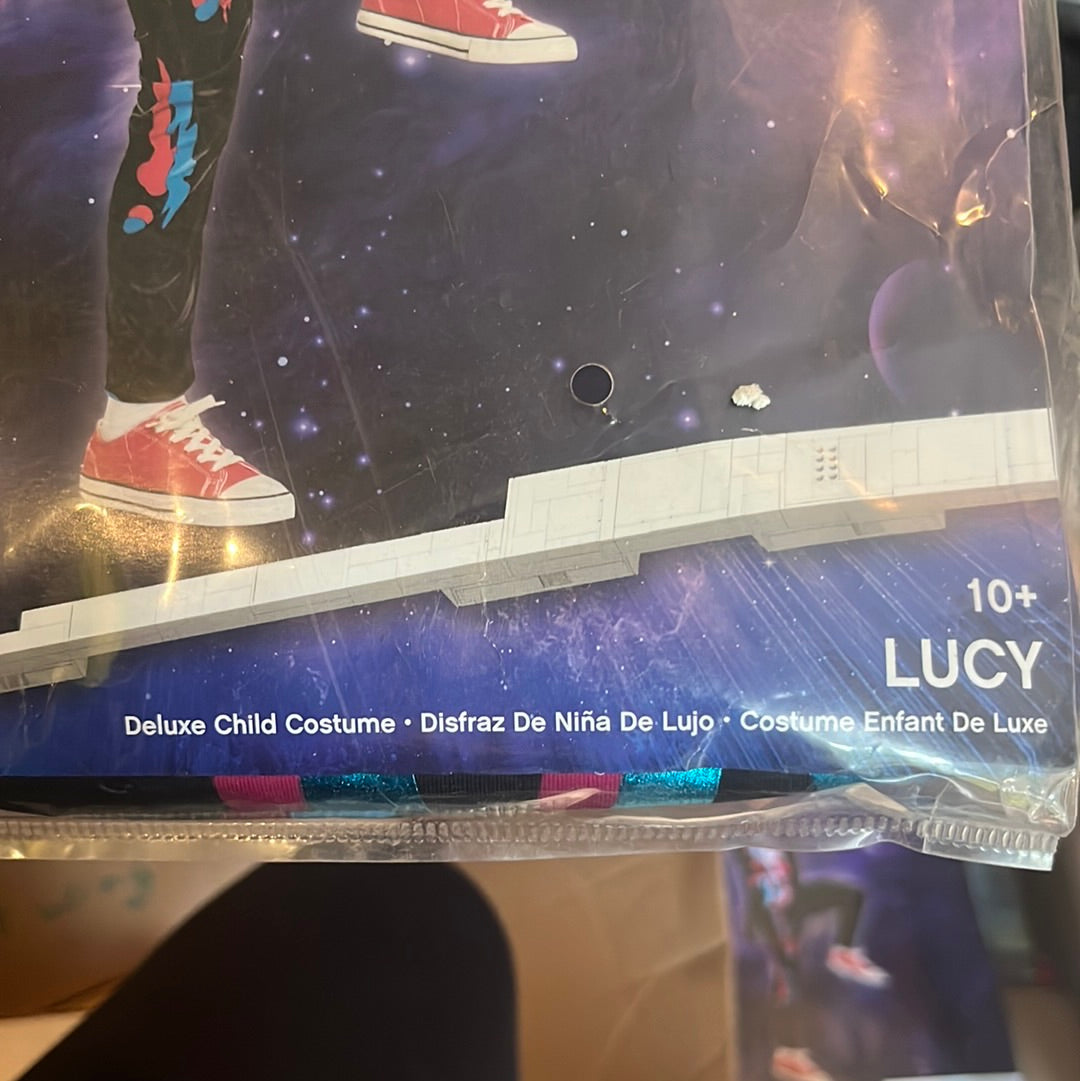 10+
LUCY
Deluxe Child Costume • Disfraz De Niña De Lujo • Costume Enfant De Luxe